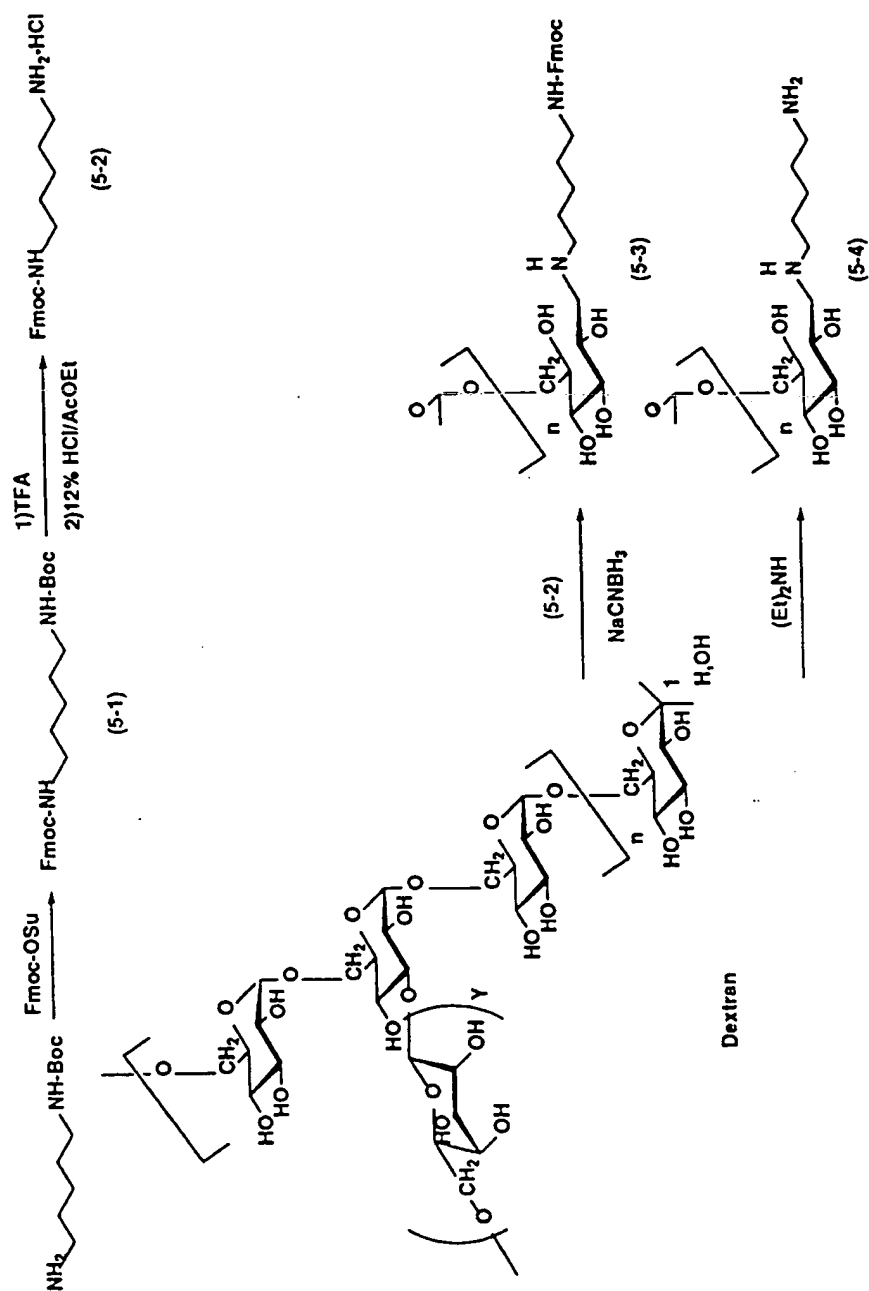 NH₂ NH-Boc
Fmoc-OSu
Fmoc-NH NH-Boc
(5-1)
1)TFA
2)12% HCl/AcOEt
Fmoc-NH NH₂·HCl
(5-2)
O
CH₂
O
HO
HO
OH
O
CH₂
O
HO
OH
O
O
Y
HO
OH
OH
O
CH₂
O
O
CH₂
O
HO
HO
OH
O
n
CH₂
O
HO
HO
OH
1
H,OH
Dextran
(5-2)
NaCNBH₃
O
O
n
CH₂
OH
HO
HO
OH
H
N
NH-Fmoc
(5-3)
(Et)₂NH
O
O
n
CH₂
OH
HO
HO
OH
H
N
NH₂
(5-4)